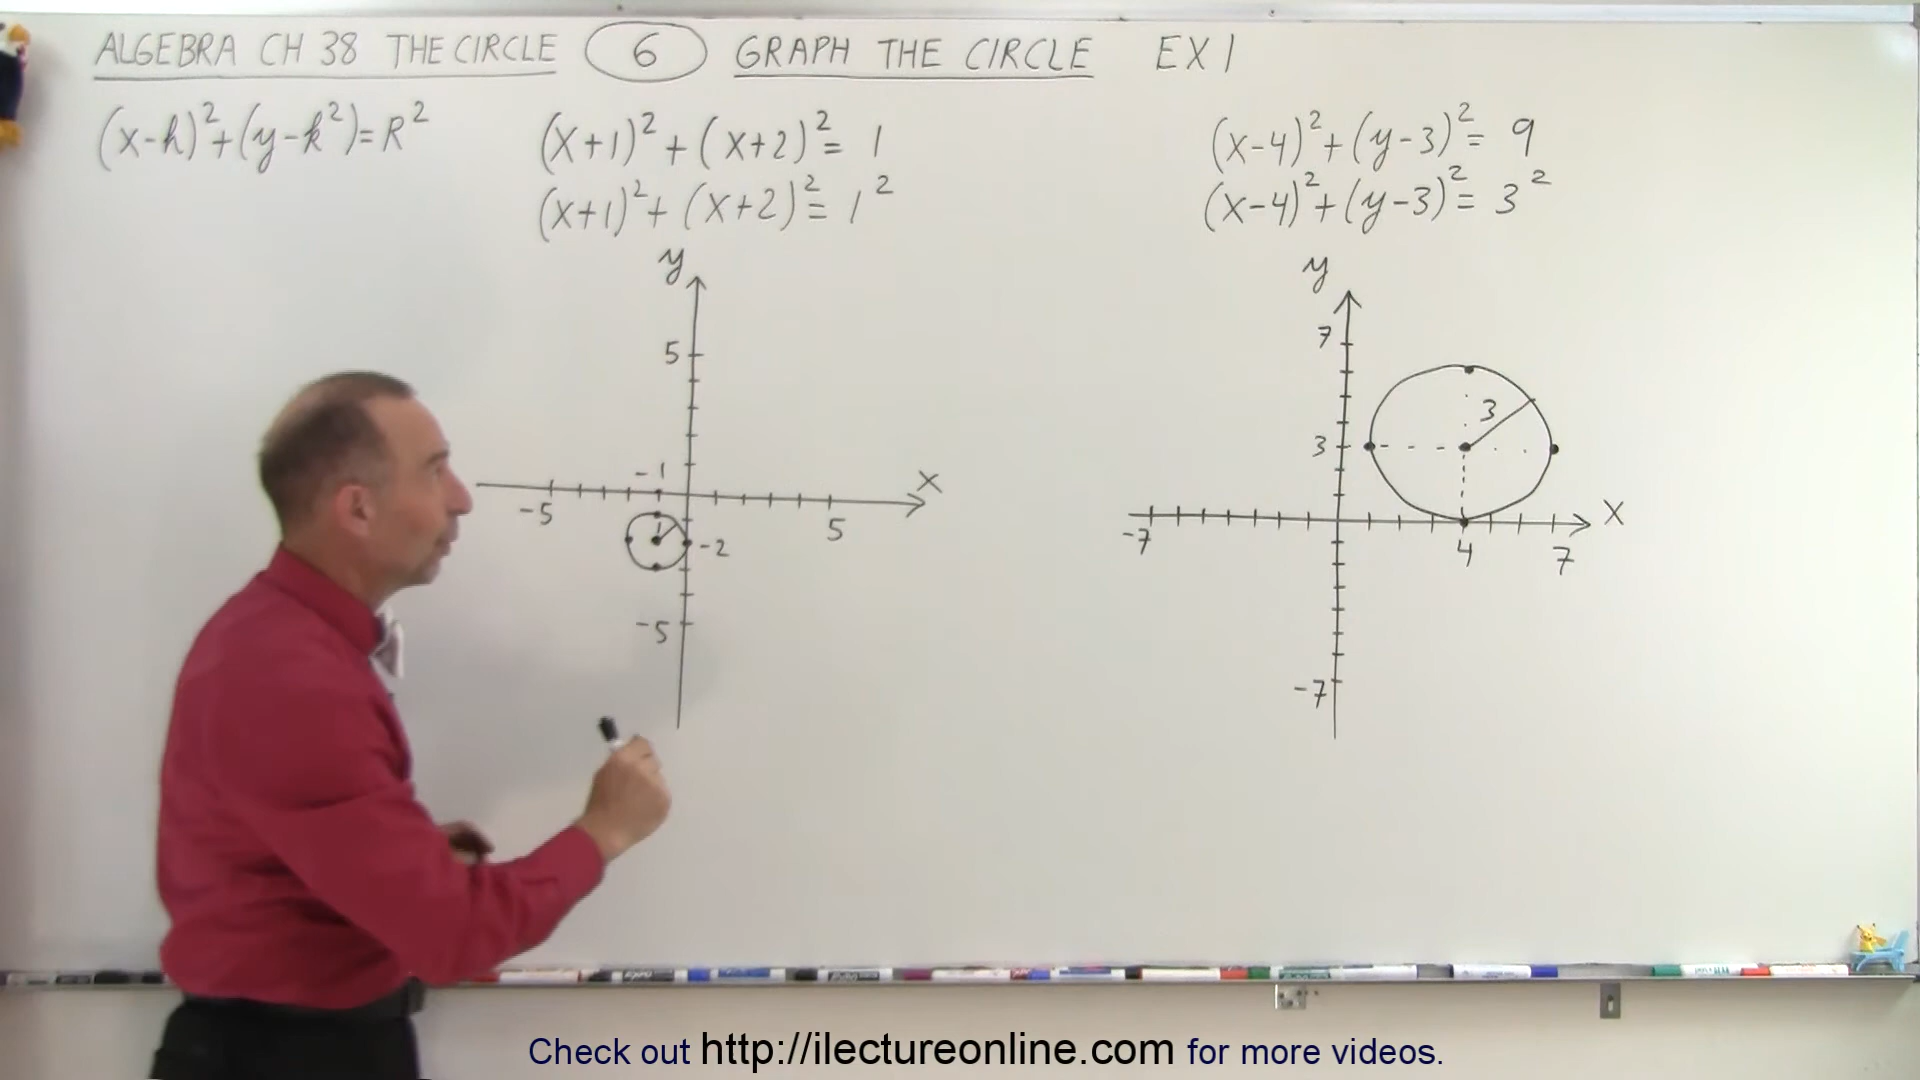 ALGEBRA CH 38 THE CIRCLE 6 GRAPH THE CIRCLE EX 1
(x-h)²+(y-k²)=R²
(x+1)²+(x+2)²=1
(x+1)²+(x+2)²=1²
(x-4)²+(y-3)²=9
(x-4)²+(y-3)²=3²
y
5
-1
x
-5
5
1
-2
-5
y
7
3
3
x
-7
4
7
-7
Check out http://ilectureonline.com for more videos.